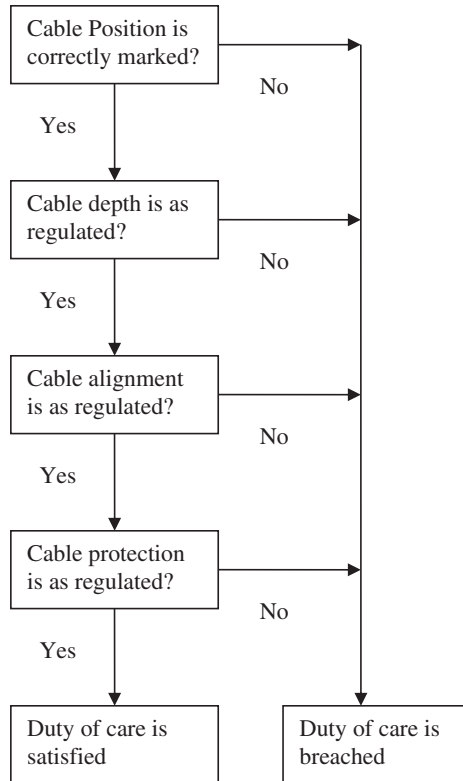 Cable Position is
correctly marked?
No
Yes
Cable depth is as
regulated?
No
Yes
Cable alignment
is as regulated?
No
Yes
Cable protection
is as regulated?
No
Yes
Duty of care is
satisfied
Duty of care is
breached